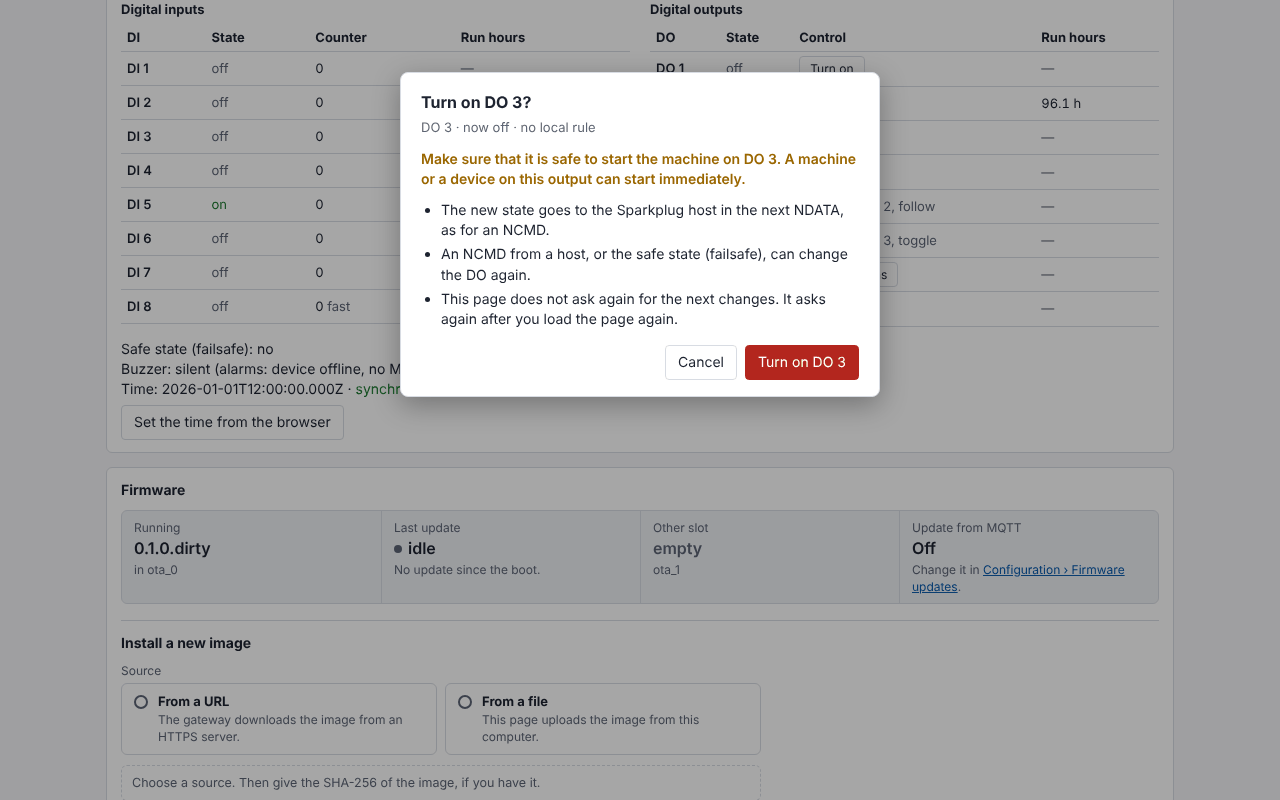 Digital inputs
Digital outputs
DI State Counter Run hours
DO State Control Run hours
DI 1 off 0 —
DO 1 off Turn on —
DI 2 off 0
96.1 h
DI 3 off 0
—
DI 4 off 0
—
DI 5 on 0
2, follow —
DI 6 off 0
3, toggle —
DI 7 off 0
—
DI 8 off 0 fast
—
Safe state (failsafe): no
Buzzer: silent (alarms: device offline, no
Time: 2026-01-01T12:00:00.000Z ·
Set the time from the browser
Turn on DO 3?
DO 3 · now off · no local rule
Make sure that it is safe to start the machine on DO 3. A machine
or a device on this output can start immediately.
• The new state goes to the Sparkplug host in the next NDATA,
as for an NCMD.
• An NCMD from a host, or the safe state (failsafe), can change
the DO again.
• This page does not ask again for the next changes. It asks
again after you load the page again.
Cancel
Turn on DO 3
Firmware
Running
0.1.0.dirty
in ota_0
Last update
idle
No update since the boot.
Other slot
empty
ota_1
Update from MQTT
Off
Change it in Configuration › Firmware
updates.
Install a new image
Source
From a URL
The gateway downloads the image from an
HTTPS server.
From a file
This page uploads the image from this
computer.
Choose a source. Then give the SHA-256 of the image, if you have it.